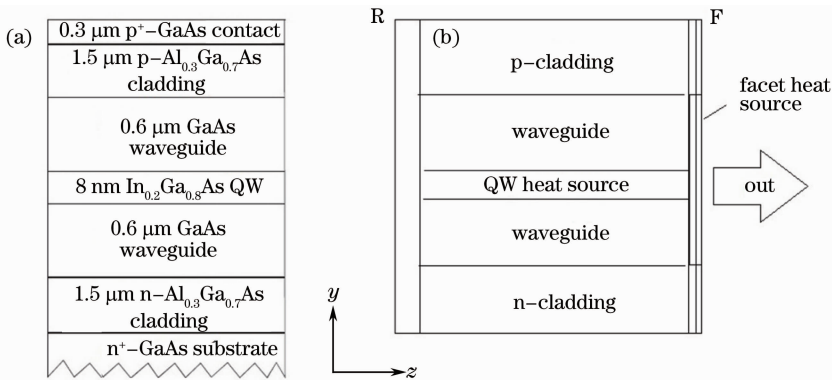 (a)
0.3 μm p⁺−GaAs contact
1.5 μm p−Al₀.₃Ga₀.₇As
cladding
0.6 μm GaAs
waveguide
8 nm In₀.₂Ga₀.₈As QW
0.6 μm GaAs
waveguide
1.5 μm n−Al₀.₃Ga₀.₇As
cladding
n⁺−GaAs substrate
y
z
R
(b)
F
p−cladding
waveguide
QW heat source
waveguide
n−cladding
facet heat
source
out